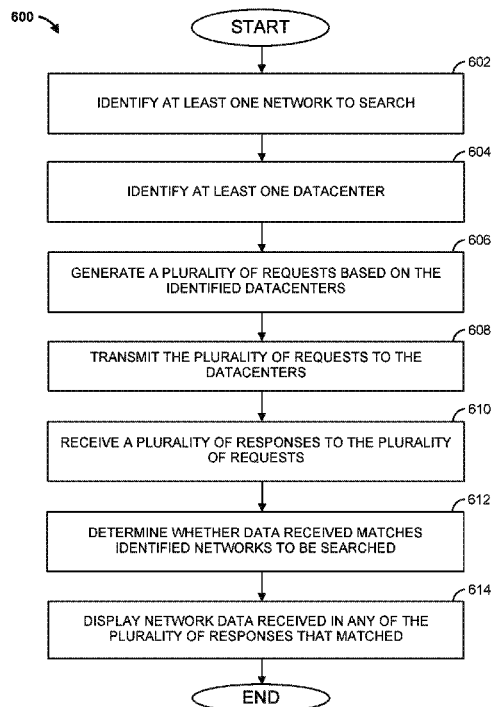 600
START
602
IDENTIFY AT LEAST ONE NETWORK TO SEARCH
604
IDENTIFY AT LEAST ONE DATACENTER
606
GENERATE A PLURALITY OF REQUESTS BASED ON THE
IDENTIFIED DATACENTERS
608
TRANSMIT THE PLURALITY OF REQUESTS TO THE
DATACENTERS
610
RECEIVE A PLURALITY OF RESPONSES TO THE PLURALITY
OF REQUESTS
612
DETERMINE WHETHER DATA RECEIVED MATCHES
IDENTIFIED NETWORKS TO BE SEARCHED
614
DISPLAY NETWORK DATA RECEIVED IN ANY OF THE
PLURALITY OF RESPONSES THAT MATCHED
END